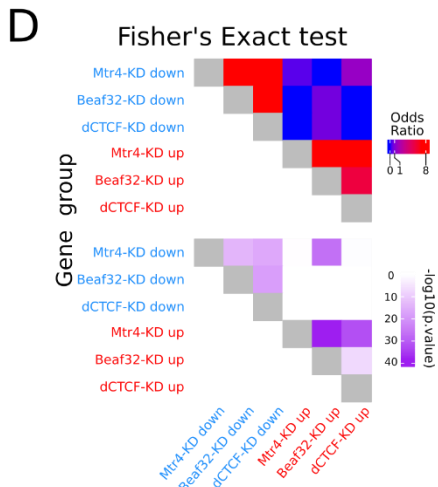 D
Fisher's Exact test
Mtr4-KD down
Beaf32-KD down
dCTCF-KD down
Mtr4-KD up
Beaf32-KD up
dCTCF-KD up
Odds
Ratio
0 1 8
Gene group
Mtr4-KD down
Beaf32-KD down
dCTCF-KD down
Mtr4-KD up
Beaf32-KD up
dCTCF-KD up
0
10
20
30
40
-log10(p.value)
Mtr4-KD down
Beaf32-KD down
dCTCF-KD down
Mtr4-KD up
Beaf32-KD up
dCTCF-KD up